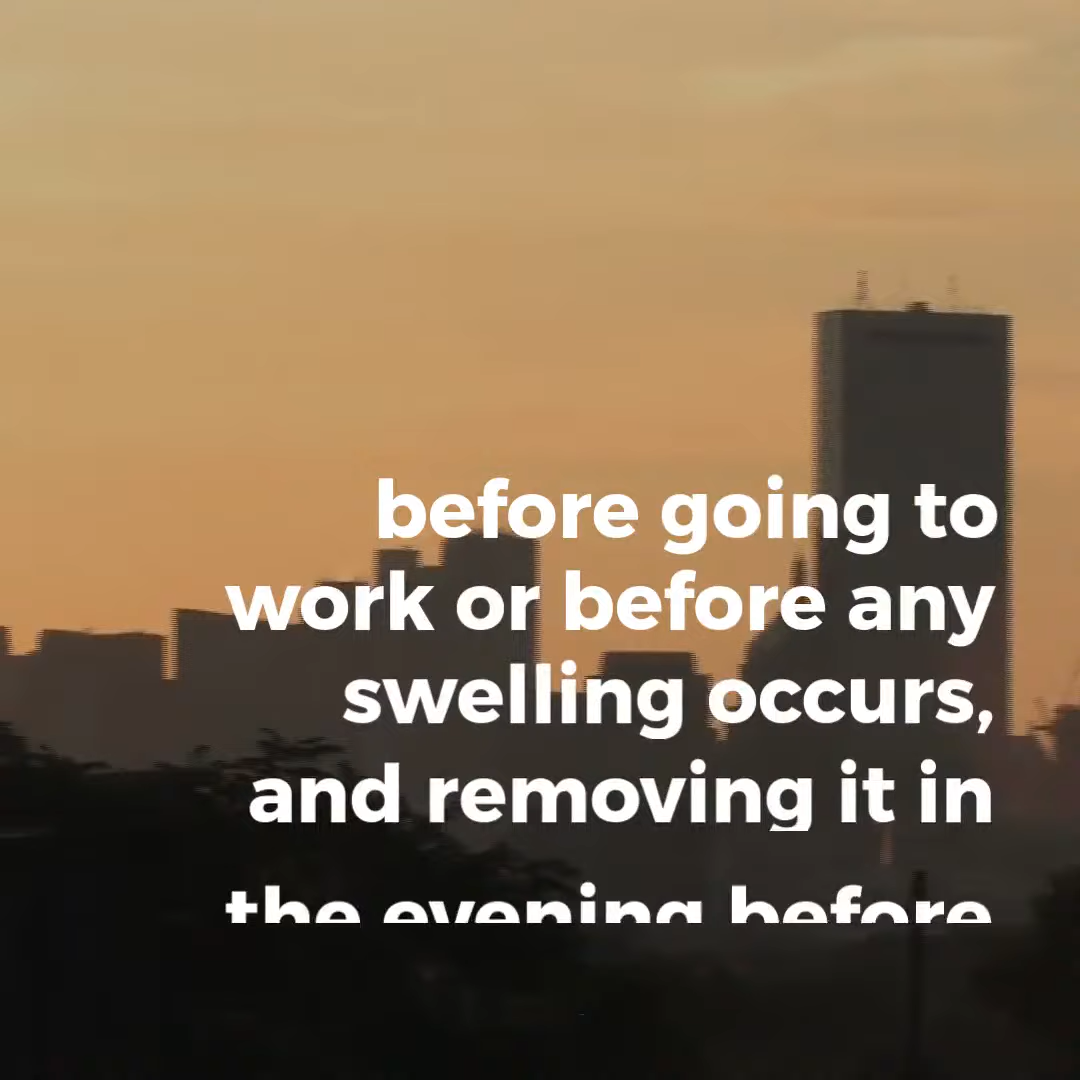 before going to
work or before any
swelling occurs,
and removing it in
the evening before